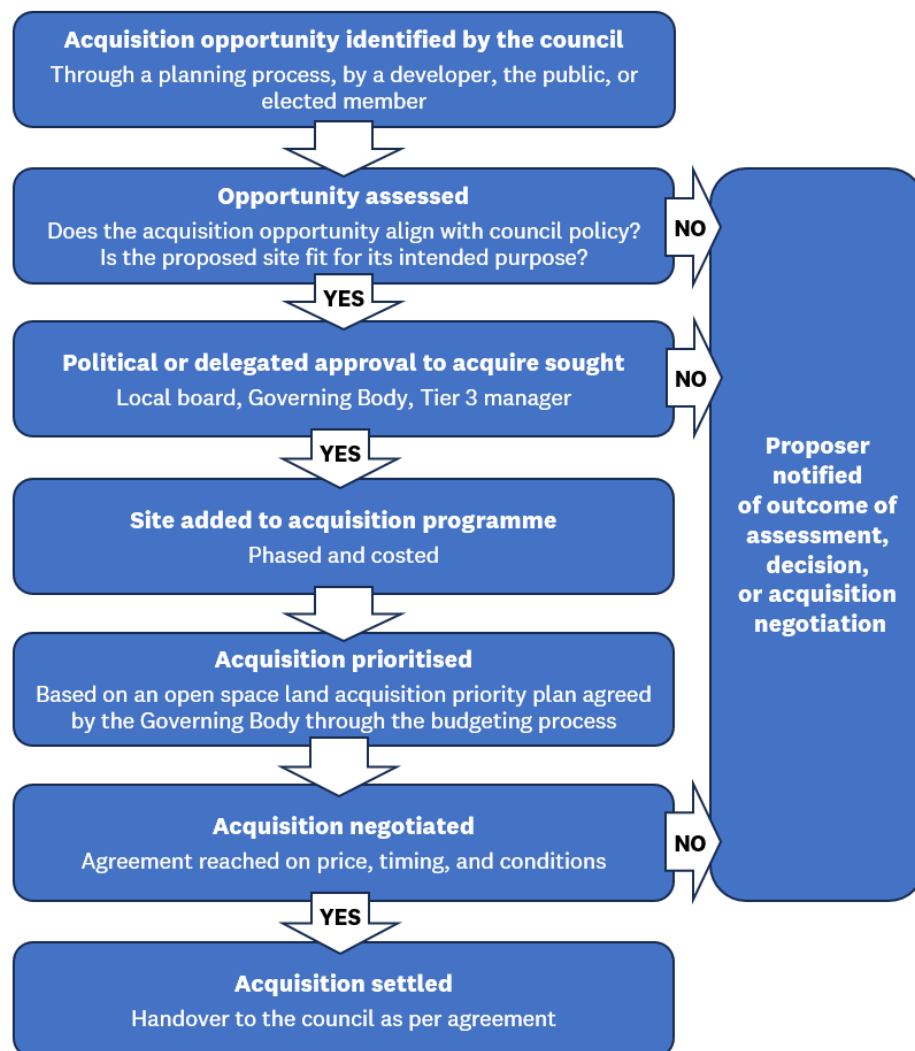 Acquisition opportunity identified by the council
Through a planning process, by a developer, the public, or
elected member
Opportunity assessed
Does the acquisition opportunity align with council policy?
Is the proposed site fit for its intended purpose?
NO
YES
Political or delegated approval to acquire sought
Local board, Governing Body, Tier 3 manager
NO
YES
Site added to acquisition programme
Phased and costed
Acquisition prioritised
Based on an open space land acquisition priority plan agreed
by the Governing Body through the budgeting process
Acquisition negotiated
Agreement reached on price, timing, and conditions
NO
YES
Acquisition settled
Handover to the council as per agreement
Proposer
notified
of outcome of
assessment,
decision,
or acquisition
negotiation